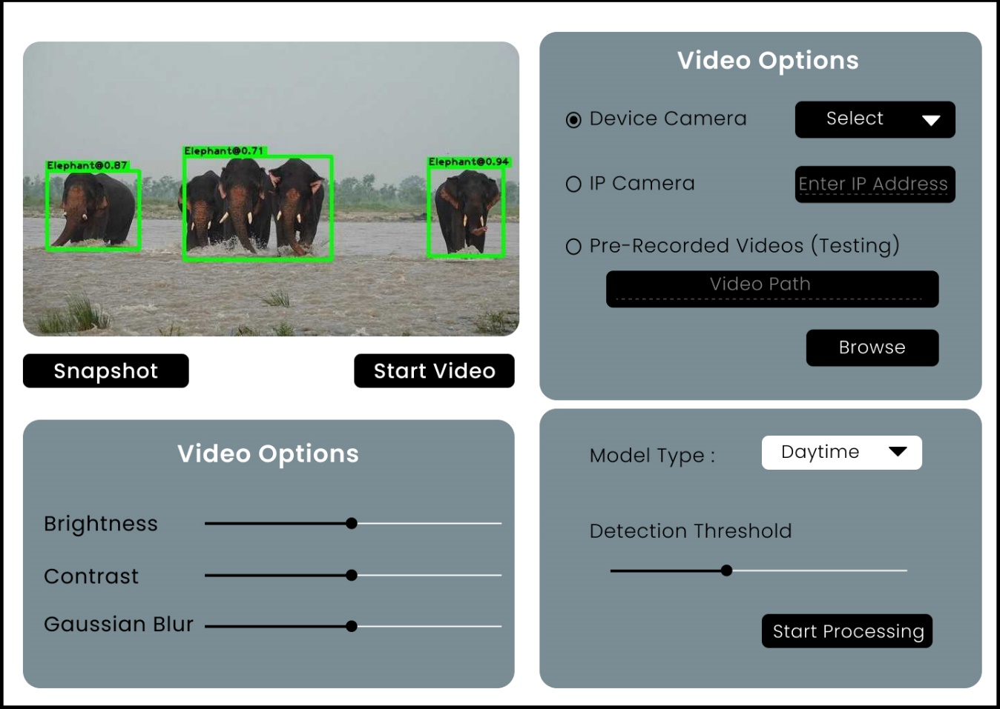 Elephant@0.87
Elephant@0.71
Elephant@0.94
Snapshot
Start Video
Video Options
Device Camera
Select
IP Camera
Enter IP Address
Pre-Recorded Videos (Testing)
Video Path
Browse
Video Options
Brightness
Contrast
Gaussian Blur
Model Type :
Daytime
Detection Threshold
Start Processing